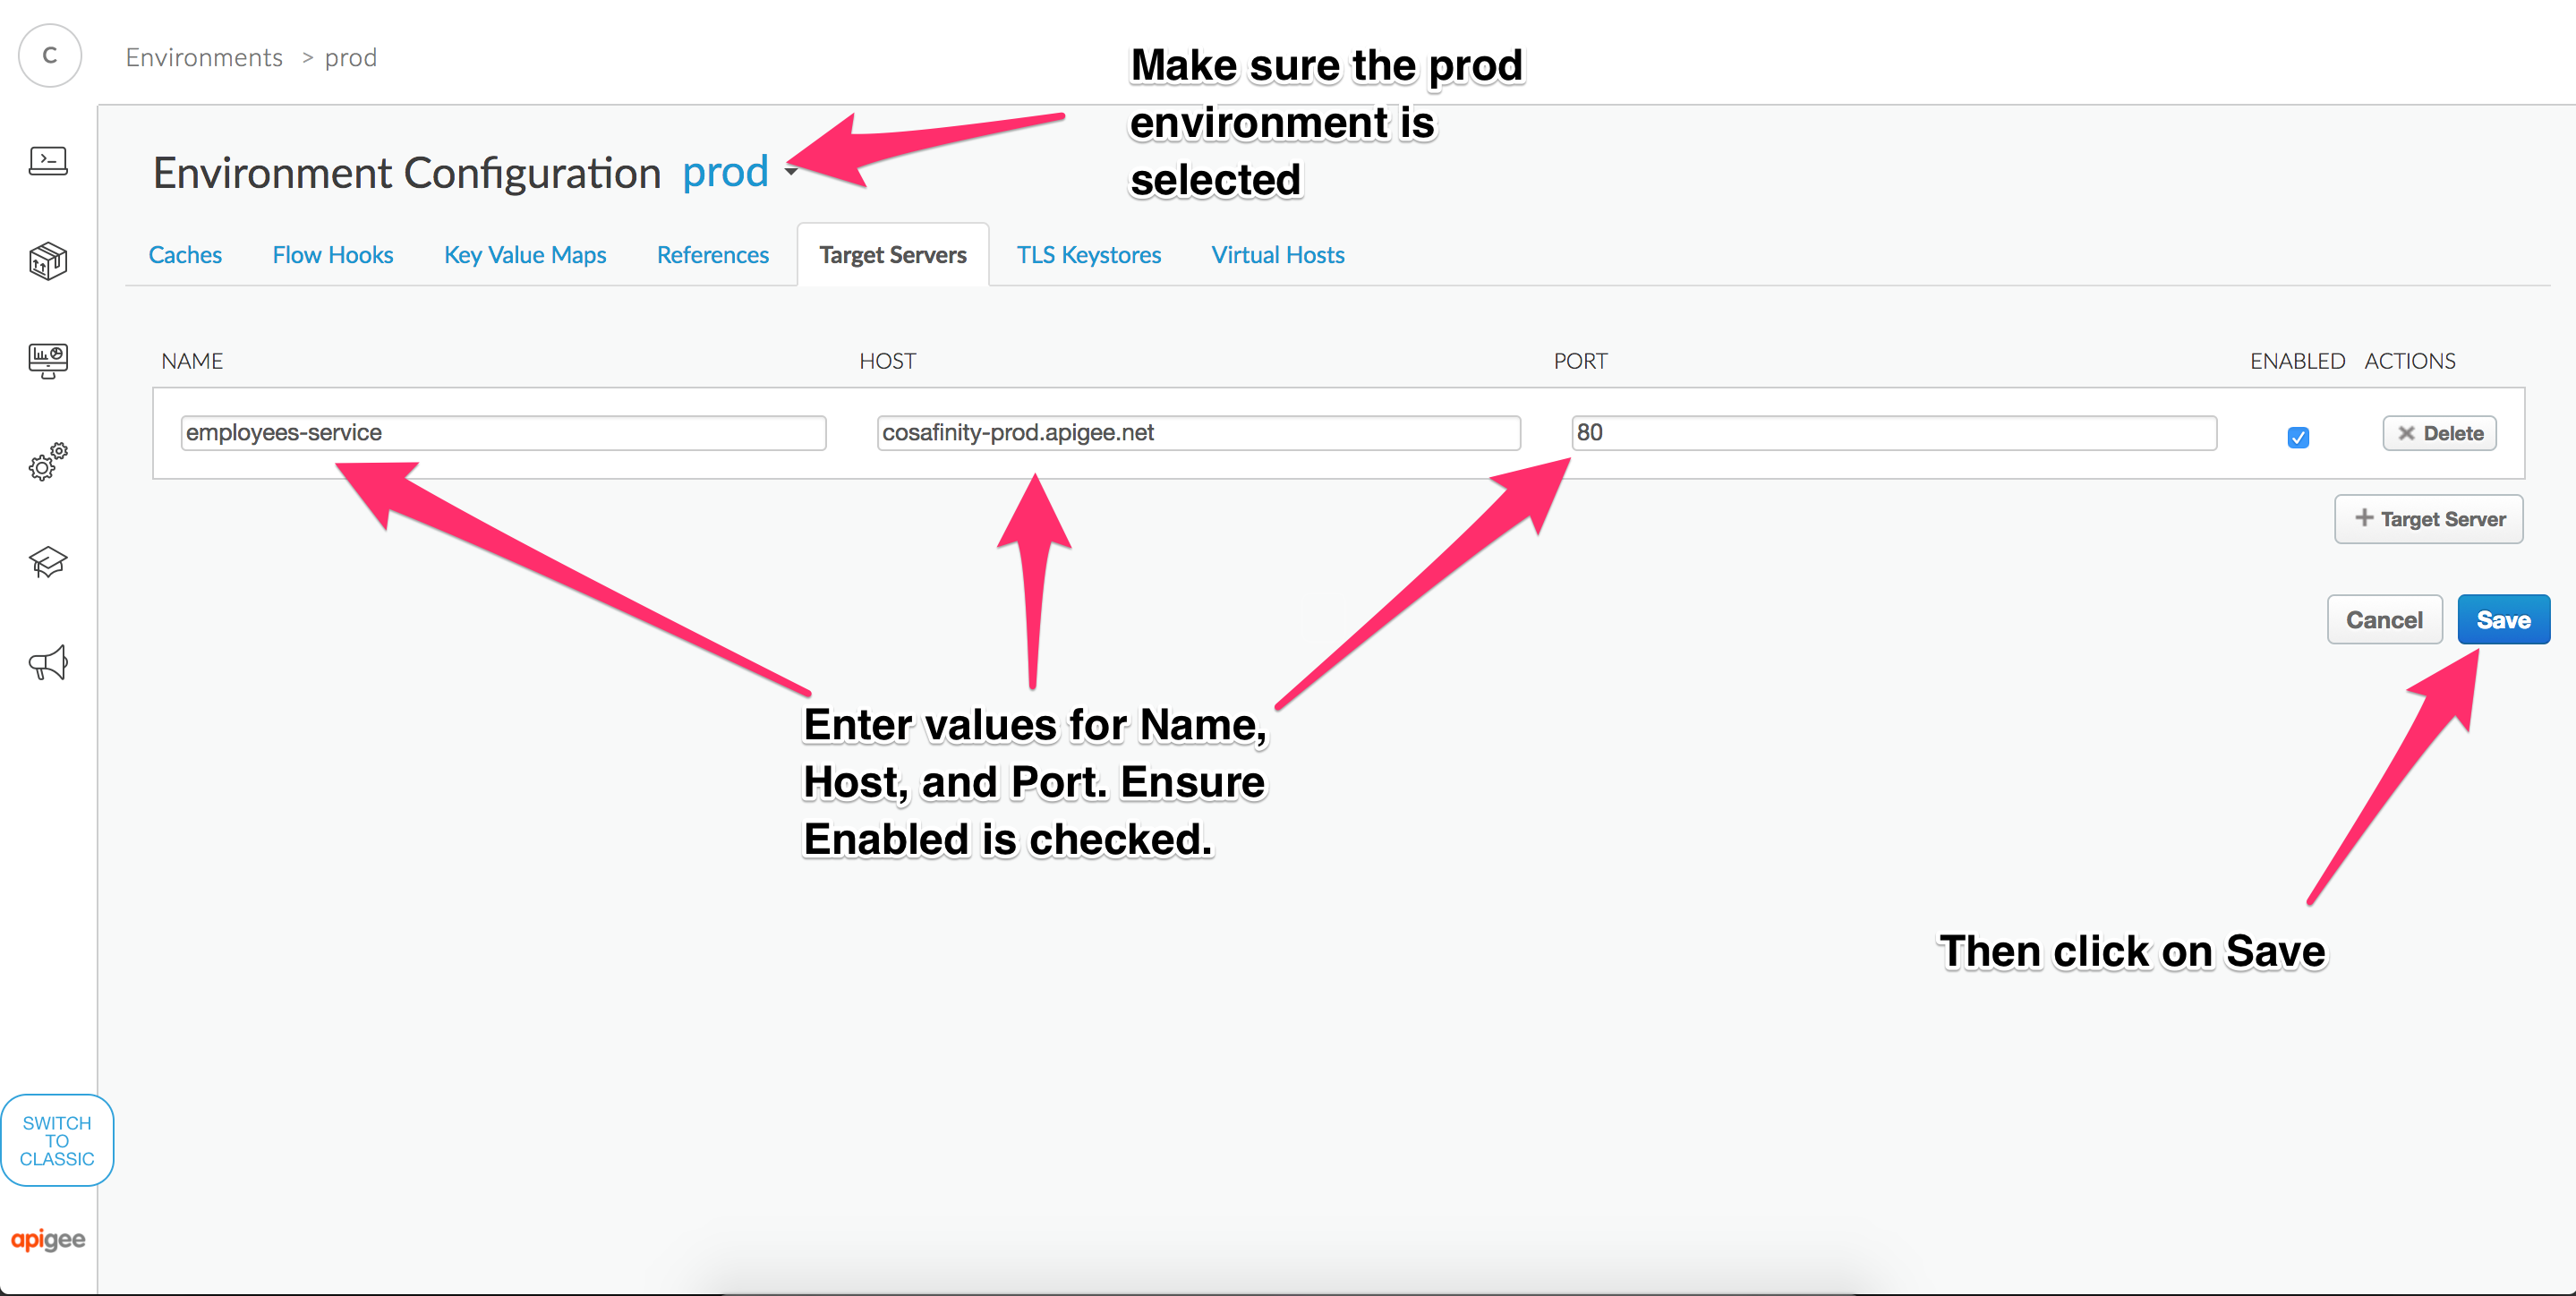 C
Environments > prod
Make sure the prod
environment is
selected
Environment Configuration prod
Caches Flow Hooks Key Value Maps References Target Servers TLS Keystores Virtual Hosts
NAME HOST PORT ENABLED ACTIONS
employees-service cosafinity-prod.apigee.net 80 Delete
+ Target Server
Cancel Save
Enter values for Name,
Host, and Port. Ensure
Enabled is checked.
Then click on Save
SWITCH
TO
CLASSIC
apigee